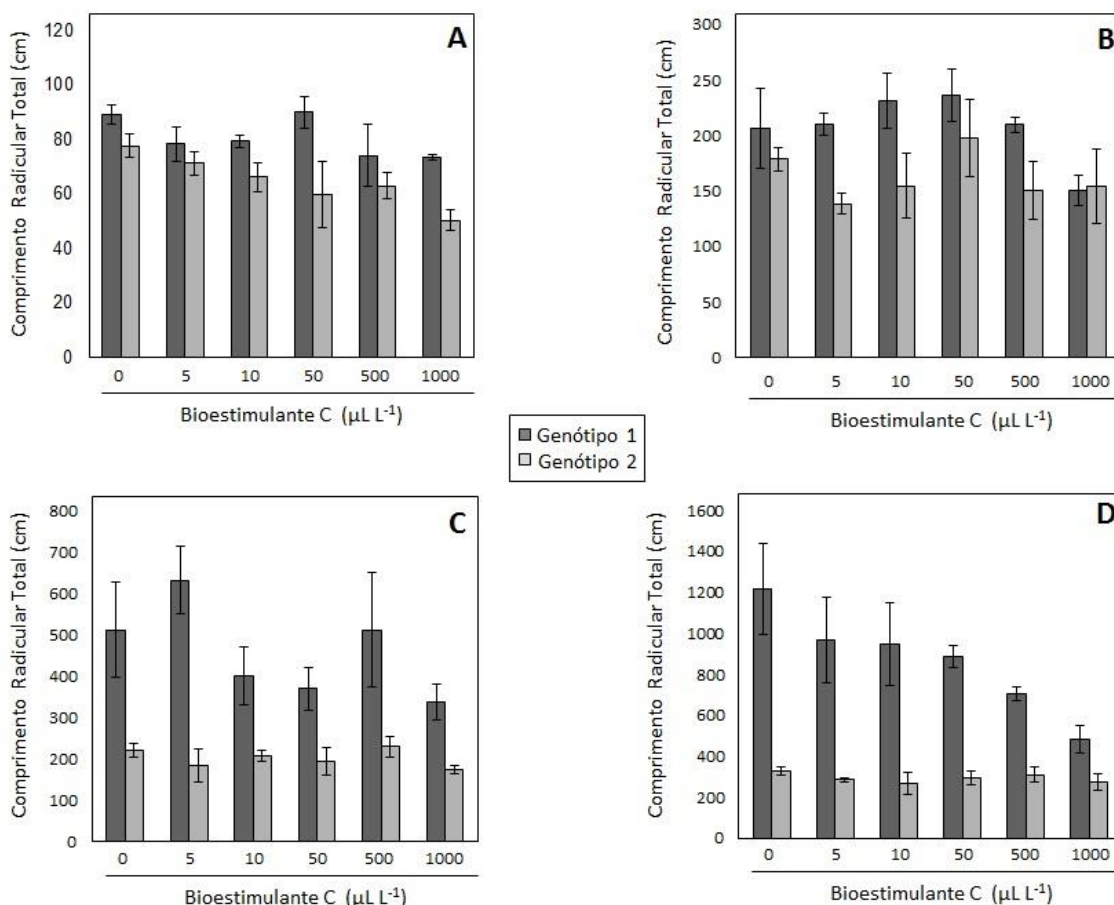 A
Comprimento Radicular Total (cm)
120
100
80
60
40
20
0
0 5 10 50 500 1000
Bioestimulante C (µL L⁻¹)
B
Comprimento Radicular Total (cm)
300
250
200
150
100
50
0
0 5 10 50 500 1000
Bioestimulante C (µL L⁻¹)
Genótipo 1
Genótipo 2
C
Comprimento Radicular Total (cm)
800
700
600
500
400
300
200
100
0
0 5 10 50 500 1000
Bioestimulante C (µL L⁻¹)
D
Comprimento Radicular Total (cm)
1600
1400
1200
1000
800
600
400
200
0
0 5 10 50 500 1000
Bioestimulante C (µL L⁻¹)